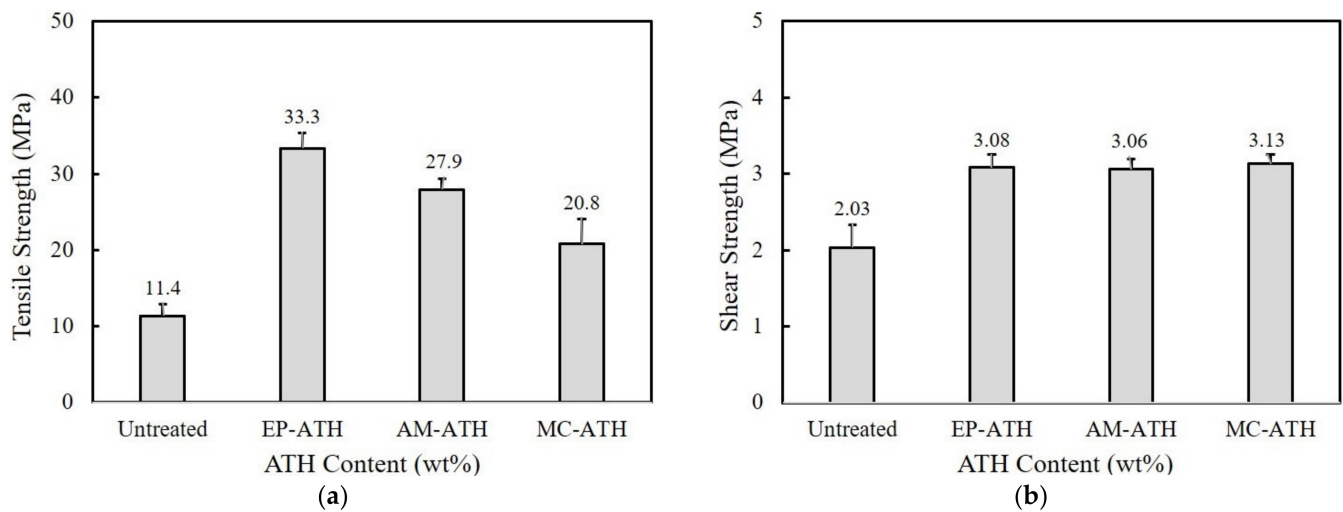 Tensile Strength (MPa)
50
40
30
20
10
0
11.4
33.3
27.9
20.8
Untreated EP-ATH AM-ATH MC-ATH
ATH Content (wt%)
(a)
Shear Strength (MPa)
5
4
3
2
1
0
2.03
3.08
3.06
3.13
Untreated EP-ATH AM-ATH MC-ATH
ATH Content (wt%)
(b)